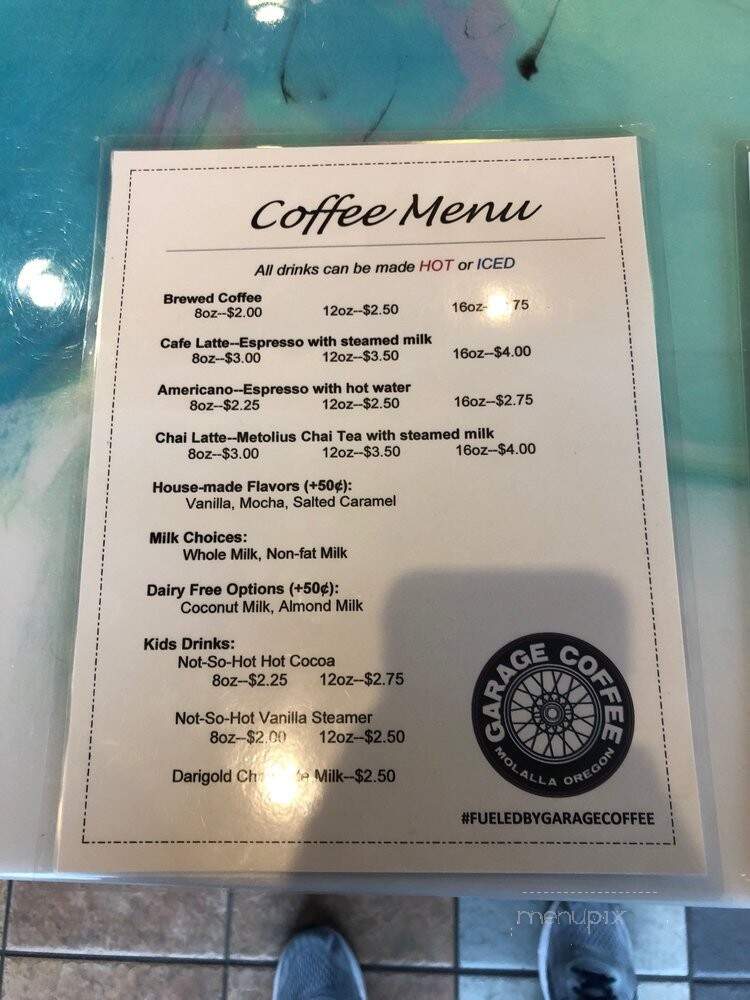 Coffee Menu
All drinks can be made HOT or ICED
Brewed Coffee
8oz--$2.00 12oz--$2.50 16oz- 75
Cafe Latte--Espresso with steamed milk
8oz--$3.00 12oz--$3.50 16oz--$4.00
Americano--Espresso with hot water
8oz--$2.25 12oz--$2.50 16oz--$2.75
Chai Latte--Metolius Chai Tea with steamed milk
8oz--$3.00 12oz--$3.50 16oz--$4.00
House-made Flavors (+50¢):
Vanilla, Mocha, Salted Caramel
Milk Choices:
Whole Milk, Non-fat Milk
Dairy Free Options (+50¢):
Coconut Milk, Almond Milk
Kids Drinks:
Not-So-Hot Hot Cocoa
8oz--$2.25 12oz--$2.75
Not-So-Hot Vanilla Steamer
8oz--$2.00 12oz--$2.50
Darigold Milk--$2.50
GARAGE COFFEE
MOLALLA OREGON
#FUELEDBYGARAGECOFFEE
menupix